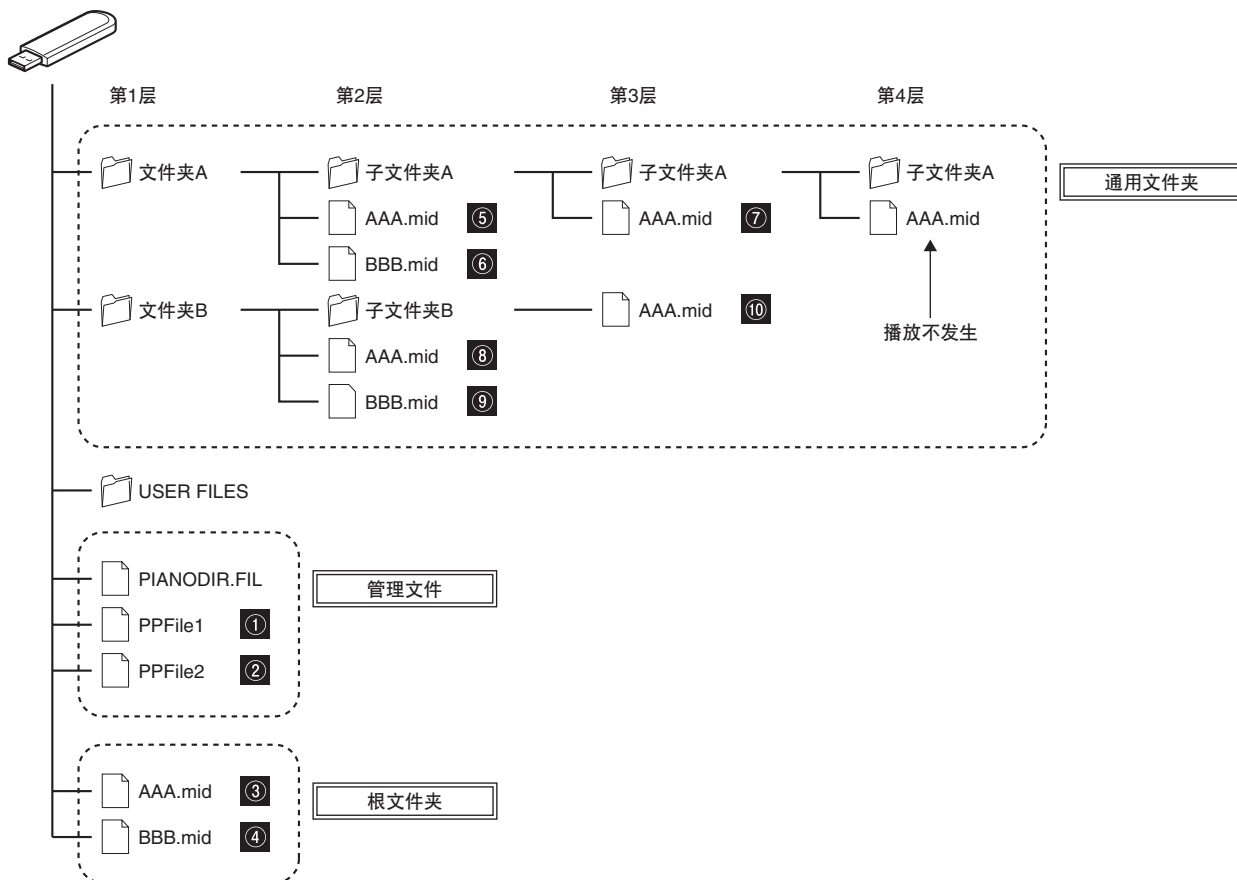 第1层 第2层 第3层 第4层
文件夹A 子文件夹A 子文件夹A 子文件夹A
通用文件夹
AAA.mid ⑤ AAA.mid ⑦ AAA.mid
BBB.mid ⑥
文件夹B 子文件夹B AAA.mid ⑩
播放不发生
AAA.mid ⑧
BBB.mid ⑨
USER FILES
PIANODIR.FIL
管理文件
PPFile1 ①
PPFile2 ②
AAA.mid ③
根文件夹
BBB.mid ④